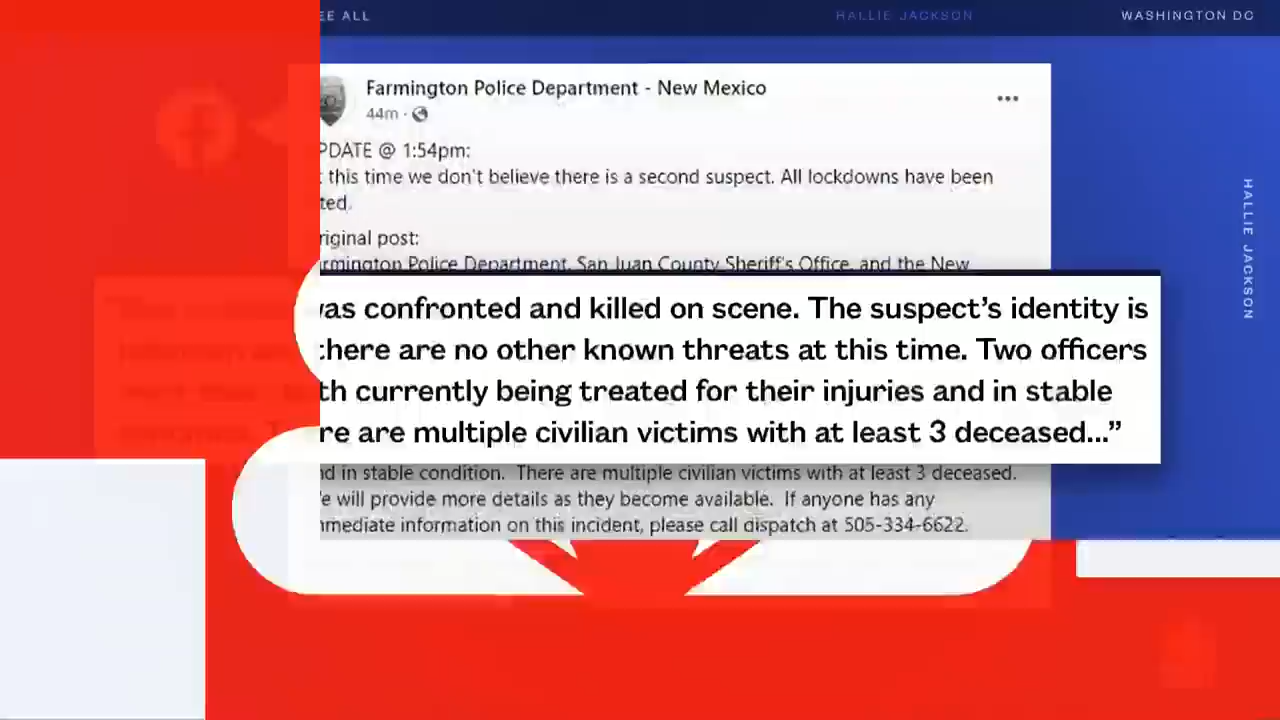 EE ALL
HALLIE JACKSON
WASHINGTON DC
Farmington Police Department - New Mexico
44m
PDATE @ 1:54pm:
this time we don't believe there is a second suspect. All lockdowns have been
ted.
riginal post:
rmington Police Department, San Juan County Sheriff's Office, and the New
was confronted and killed on scene. The suspect’s identity is
there are no other known threats at this time. Two officers
th currently being treated for their injuries and in stable
re are multiple civilian victims with at least 3 deceased...”
nd in stable condition. There are multiple civilian victims with at least 3 deceased.
e will provide more details as they become available. If anyone has any
mmediate information on this incident, please call dispatch at 505-334-6622.
HALLIE JACKSON